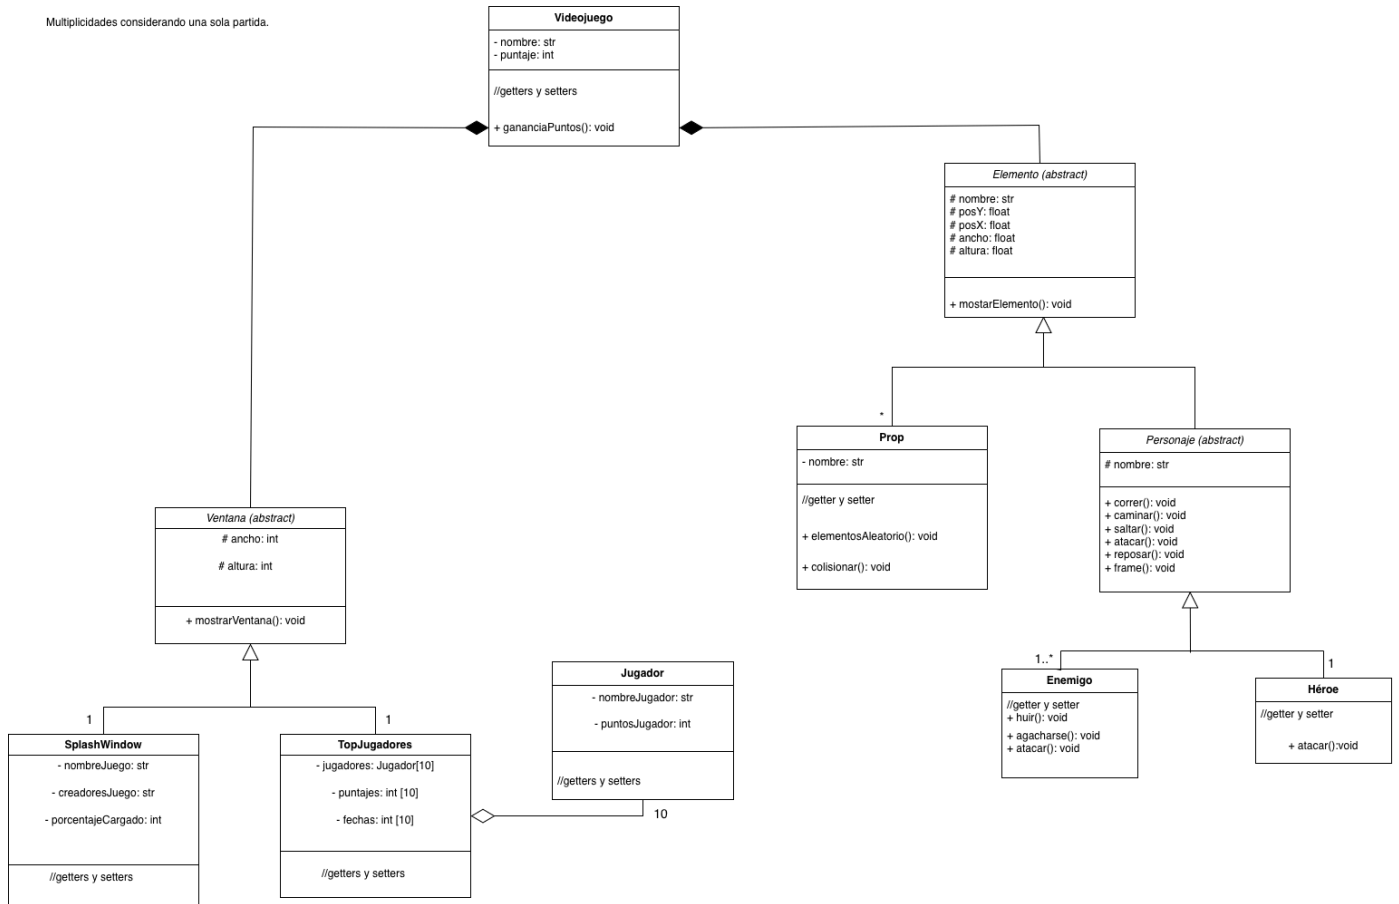 Multiplicidades considerando una sola partida.
Videojuego
- nombre: str
- puntaje: int
//getters y setters
+ gananciaPuntos(): void
Elemento (abstract)
# nombre: str
# posY: float
# posX: float
# ancho: float
# altura: float
+ mostarElemento(): void
*
Prop
- nombre: str
//getter y setter
+ elementosAleatorio(): void
+ colisionar(): void
Personaje (abstract)
# nombre: str
+ correr(): void
+ caminar(): void
+ saltar(): void
+ atacar(): void
+ reposar(): void
+ frame(): void
Ventana (abstract)
# ancho: int
# altura: int
+ mostrarVentana(): void
1
SplashWindow
- nombreJuego: str
- creadoresJuego: str
- porcentajeCargado: int
//getters y setters
1
TopJugadores
- jugadores: Jugador[10]
- puntajes: int [10]
- fechas: int [10]
//getters y setters
Jugador
- nombreJugador: str
- puntosJugador: int
//getters y setters
10
1..*
Enemigo
//getter y setter
+ huir(): void
+ agacharse(): void
+ atacar(): void
1
Héroe
//getter y setter
+ atacar():void